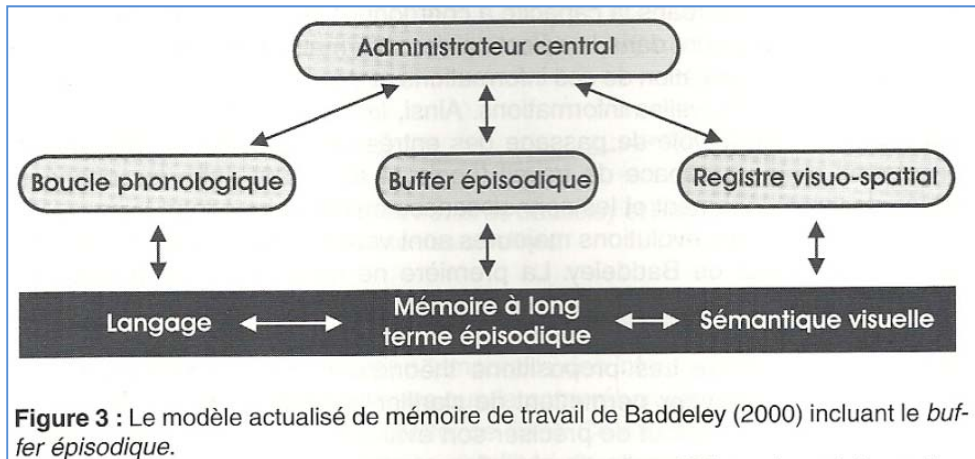 Administrateur central
Boucle phonologique
Buffer épisodique
Registre visuo-spatial
Langage
Mémoire à long
terme épisodique
Sémantique visuelle
Figure 3 : Le modèle actualisé de mémoire de travail de Baddeley (2000) incluant le buf-
fer épisodique.